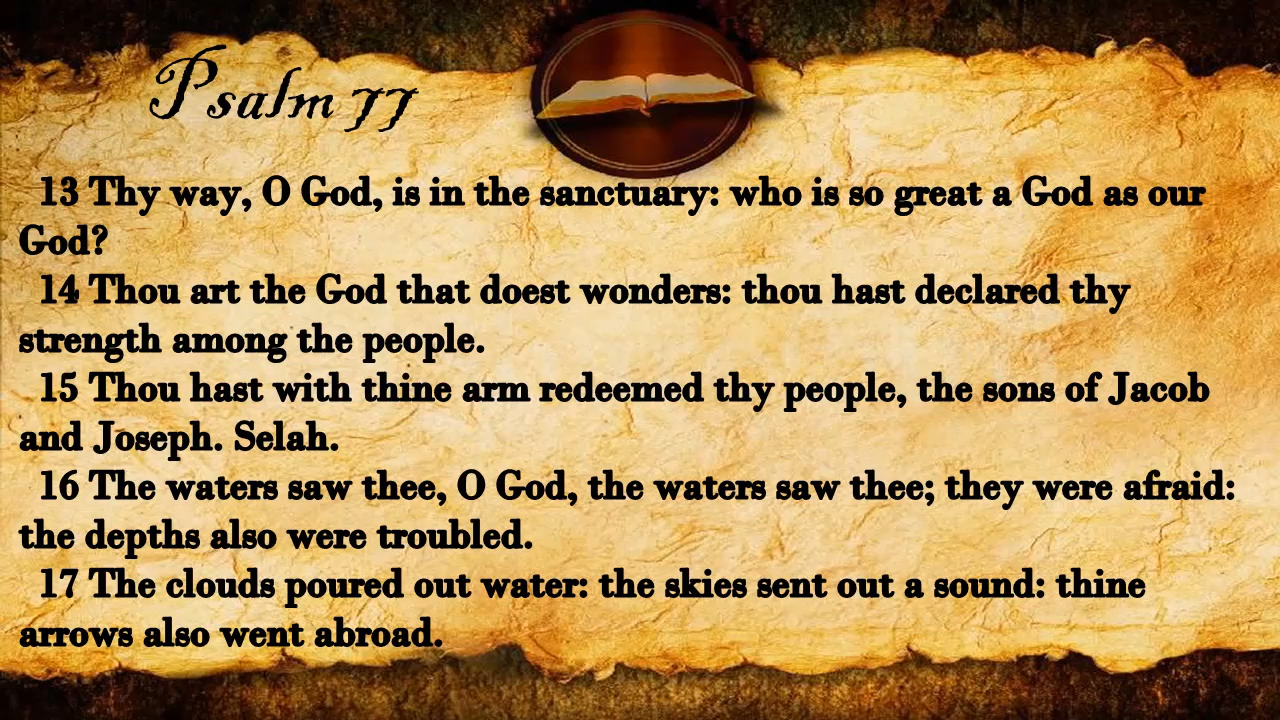 Psalm 77
13 Thy way, O God, is in the sanctuary: who is so great a God as our
God?
14 Thou art the God that doest wonders: thou hast declared thy
strength among the people.
15 Thou hast with thine arm redeemed thy people, the sons of Jacob
and Joseph. Selah.
16 The waters saw thee, O God, the waters saw thee; they were afraid:
the depths also were troubled.
17 The clouds poured out water: the skies sent out a sound: thine
arrows also went abroad.